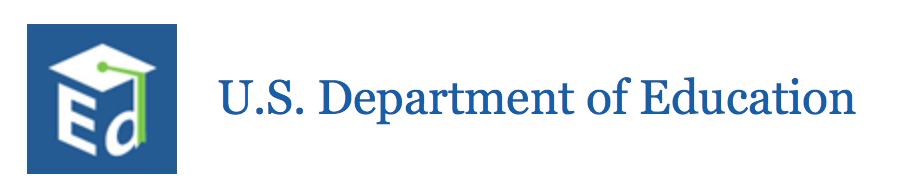 Ed
U.S. Department of Education